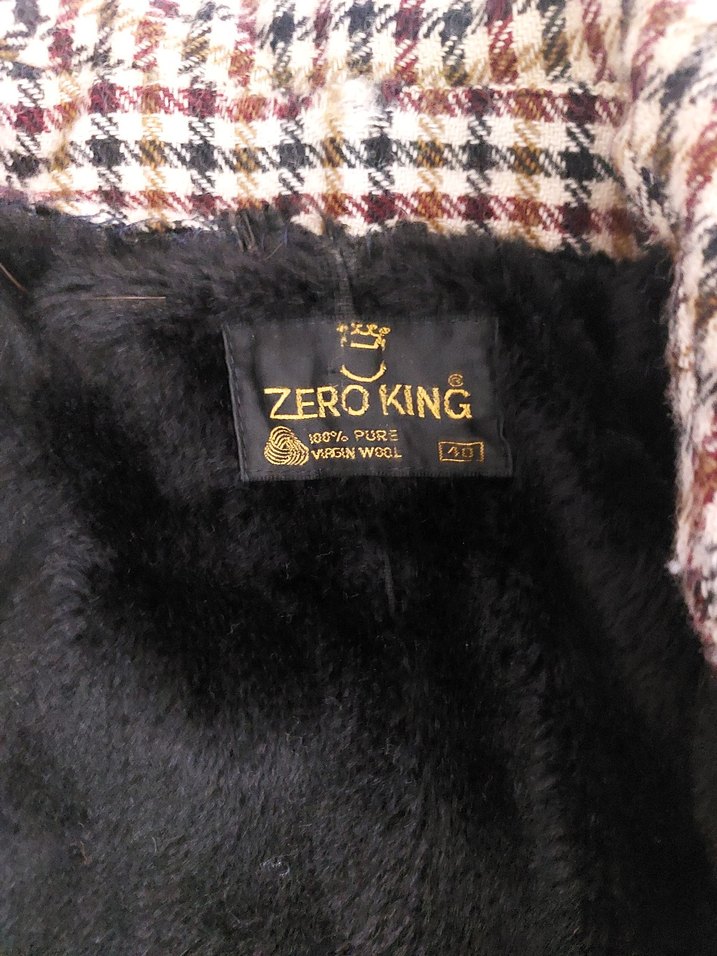 ZERO KING®
100% PURE
VIRGIN WOOL
40